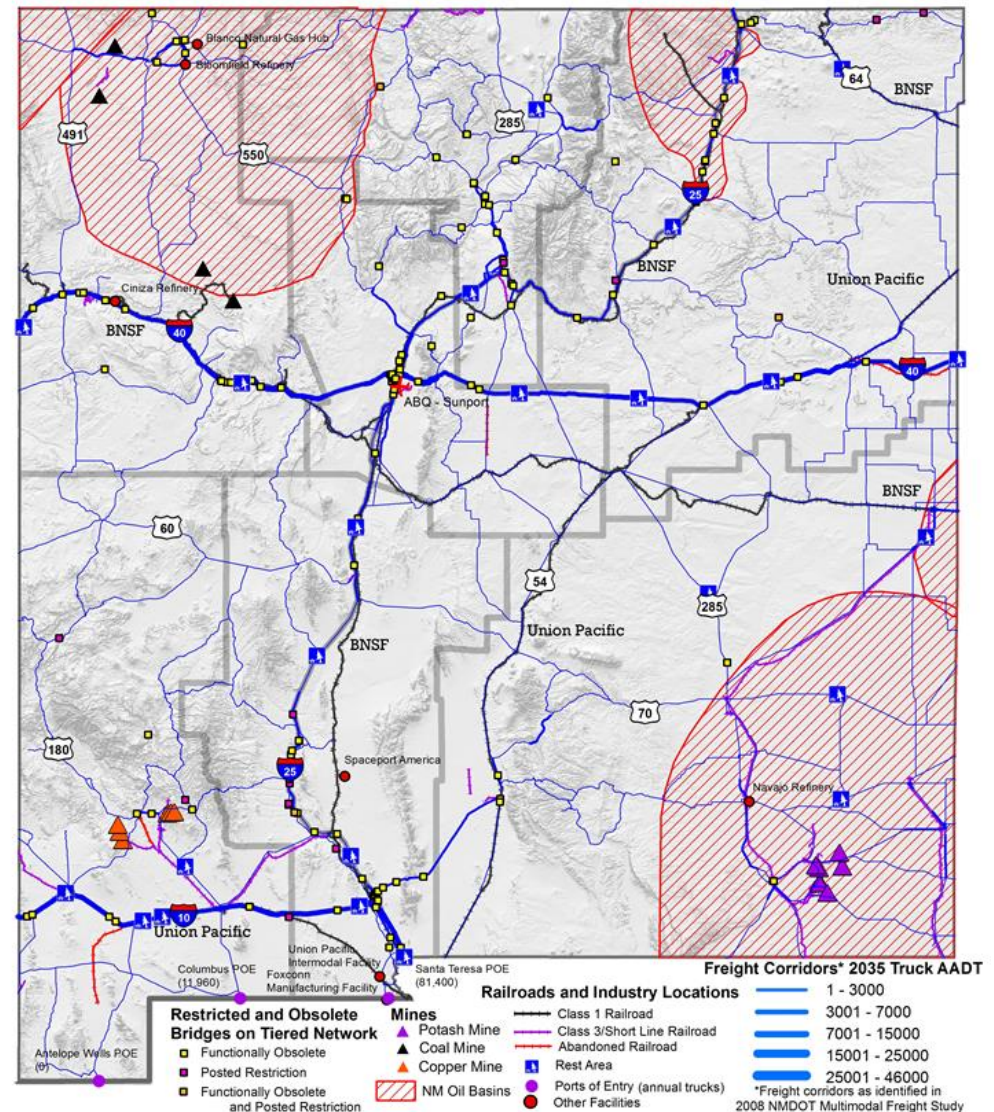 Blanco Natural Gas Hub
Bloomfield Refinery
64
BNSF
285
491
550
25
BNSF
Union Pacific
Ciniza Refinery
BNSF
40
40
ABQ - Sunport
BNSF
60
54
285
Union Pacific
BNSF
70
180
Spaceport America
25
Navajo Refinery
10
Union Pacific
Union Pacific
Intermodal Facility
Foxconn
Manufacturing Facility
Columbus POE
(11,960)
Santa Teresa POE
(81,400)
Antelope Wells POE
(0)
Restricted and Obsolete
Bridges on Tiered Network
Functionally Obsolete
Posted Restriction
Functionally Obsolete
and Posted Restriction
Mines
Potash Mine
Coal Mine
Copper Mine
NM Oil Basins
Railroads and Industry Locations
Class 1 Railroad
Class 3/Short Line Railroad
Abandoned Railroad
Rest Area
Ports of Entry (annual trucks)
Other Facilities
Freight Corridors* 2035 Truck AADT
1 - 3000
3001 - 7000
7001 - 15000
15001 - 25000
25001 - 46000
*Freight corridors as identified in
2008 NMDOT Multimodal Freight Study